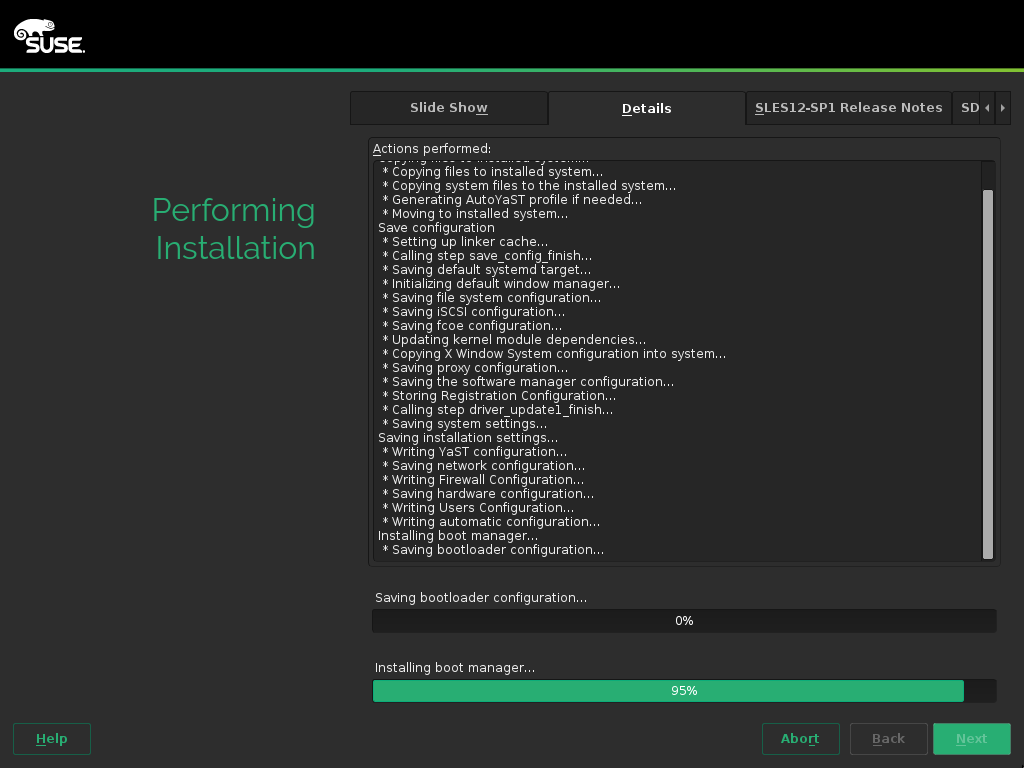 SUSE.
Slide Show
Details
SLES12-SP1 Release Notes
SD
Performing
Installation
Actions performed:
Copying files to installed system...
* Copying files to installed system...
* Copying system files to the installed system...
* Generating AutoYaST profile if needed...
* Moving to installed system...
Save configuration
* Setting up linker cache...
* Calling step save_config_finish...
* Saving default systemd target...
* Initializing default window manager...
* Saving file system configuration...
* Saving iSCSI configuration...
* Saving fcoe configuration...
* Updating kernel module dependencies...
* Copying X Window System configuration into system...
* Saving proxy configuration...
* Saving the software manager configuration...
* Storing Registration Configuration...
* Calling step driver_update1_finish...
* Saving system settings...
Saving installation settings...
* Writing YaST configuration...
* Saving network configuration...
* Writing Firewall Configuration...
* Saving hardware configuration...
* Writing Users Configuration...
* Writing automatic configuration...
Installing boot manager...
* Saving bootloader configuration...
Saving bootloader configuration...
0%
Installing boot manager...
95%
Help
Abort
Back
Next